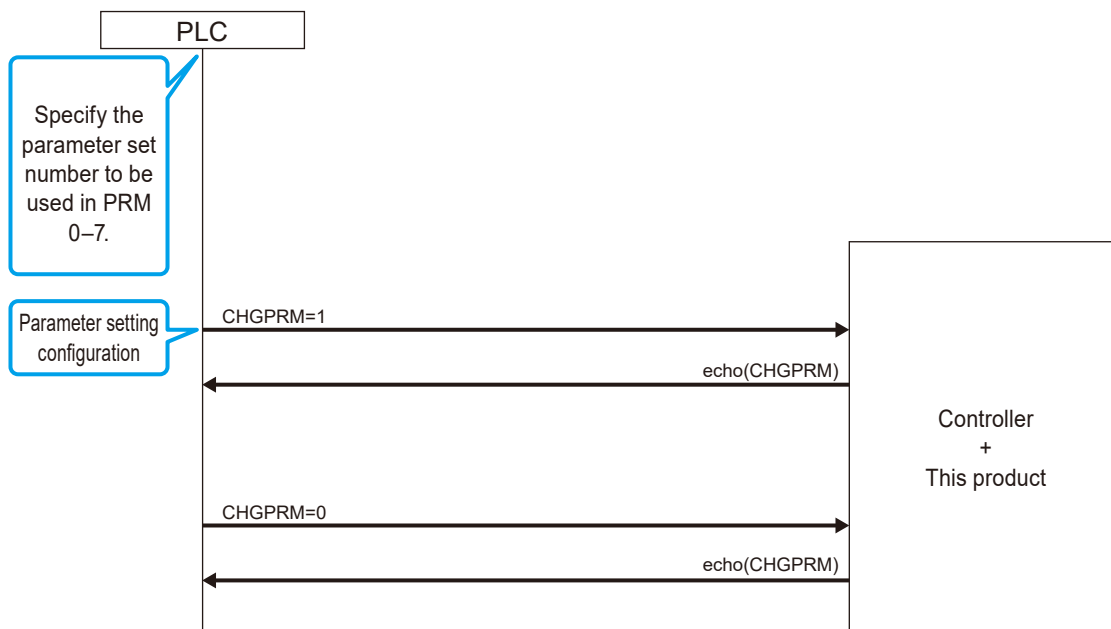 PLC
Specify the
parameter set
number to be
used in PRM
0–7.
Parameter setting
configuration
CHGPRM=1
echo(CHGPRM)
CHGPRM=0
echo(CHGPRM)
Controller
+
This product